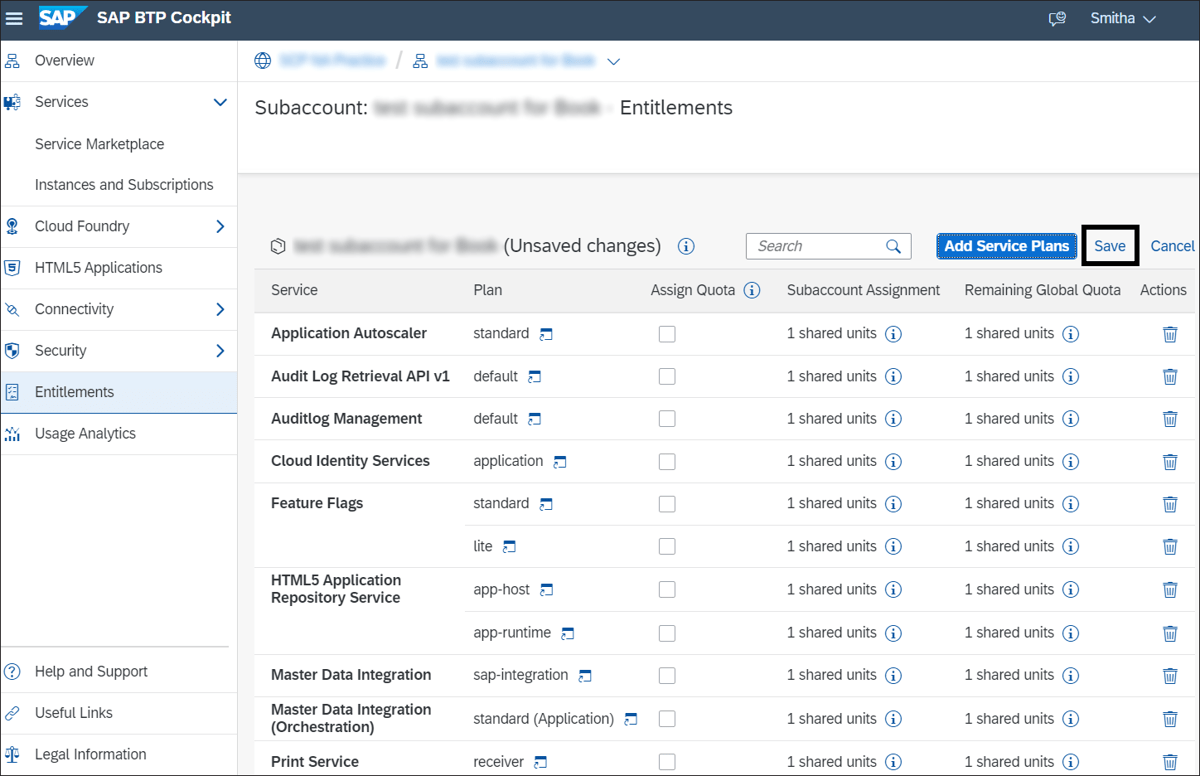 SAP SAP BTP Cockpit
Smitha
Overview
Services
Service Marketplace
Instances and Subscriptions
Cloud Foundry
HTML5 Applications
Connectivity
Security
Entitlements
Usage Analytics
Help and Support
Useful Links
Legal Information
/
Subaccount: Entitlements
(Unsaved changes)
Search
Add Service Plans
Save
Cancel
Service Plan Assign Quota Subaccount Assignment Remaining Global Quota Actions
Application Autoscaler standard 1 shared units 1 shared units
Audit Log Retrieval API v1 default 1 shared units 1 shared units
Auditlog Management default 1 shared units 1 shared units
Cloud Identity Services application 1 shared units 1 shared units
Feature Flags standard 1 shared units 1 shared units
lite 1 shared units 1 shared units
HTML5 Application
Repository Service
app-host 1 shared units 1 shared units
app-runtime 1 shared units 1 shared units
Master Data Integration sap-integration 1 shared units 1 shared units
Master Data Integration
(Orchestration)
standard (Application) 1 shared units 1 shared units
Print Service receiver 1 shared units 1 shared units